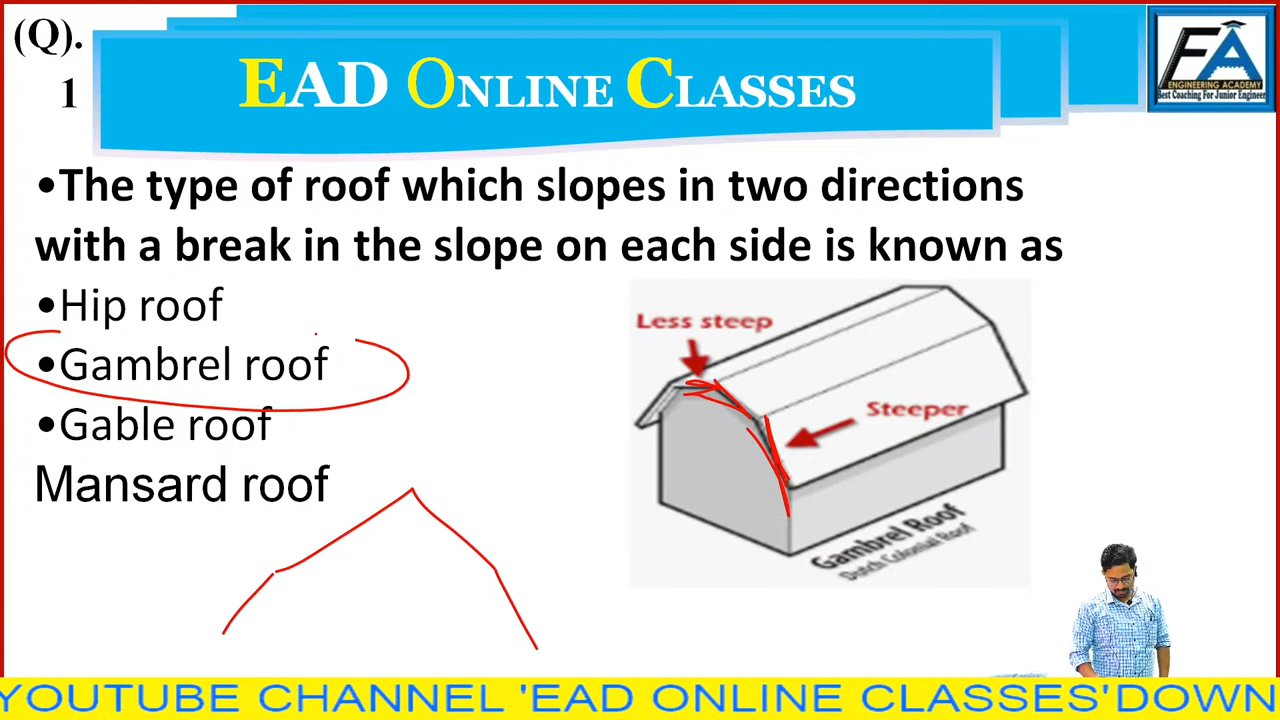 (Q).
1
EAD ONLINE CLASSES
FA
ENGINEERING ACADEMY
Best Coaching For Junior Engineer
•The type of roof which slopes in two directions
with a break in the slope on each side is known as
•Hip roof
•Gambrel roof
•Gable roof
Mansard roof
Less steep
Steeper
Gambrel Roof
Dutch Colonial Roof
YOUTUBE CHANNEL 'EAD ONLINE CLASSES'DOWN